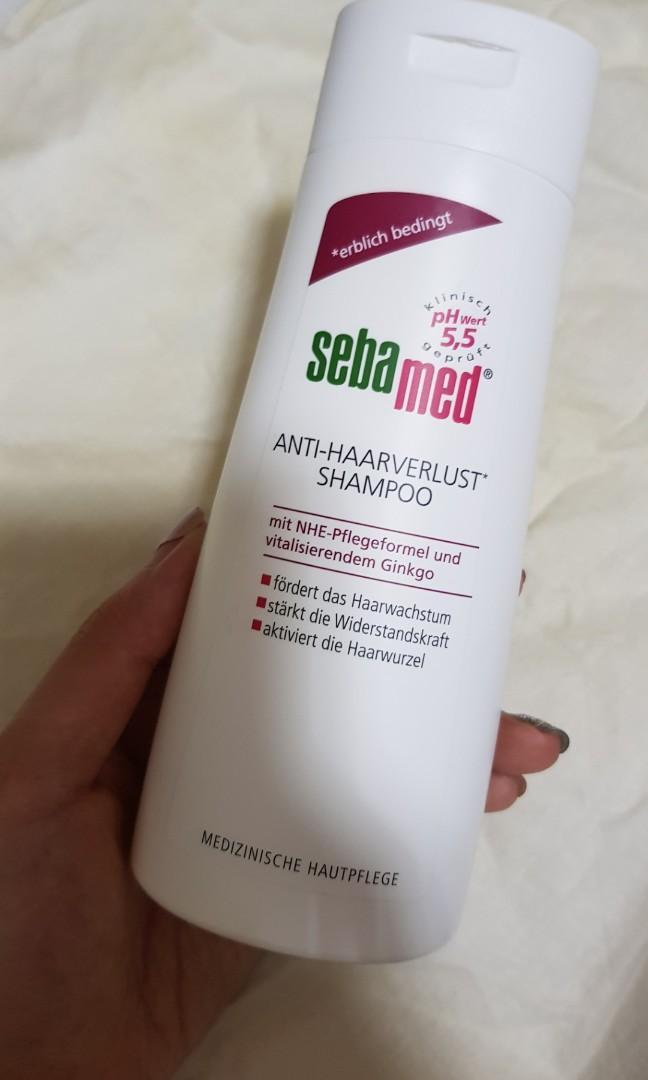 *erblich bedingt
klinisch
pH Wert
5,5
geprüft
sebamed®
ANTI-HAARVERLUST*
SHAMPOO
mit NHE-Pflegeformel und
vitalisierendem Ginkgo
fördert das Haarwachstum
stärkt die Widerstandskraft
aktiviert die Haarwurzel
MEDIZINISCHE HAUTPFLEGE